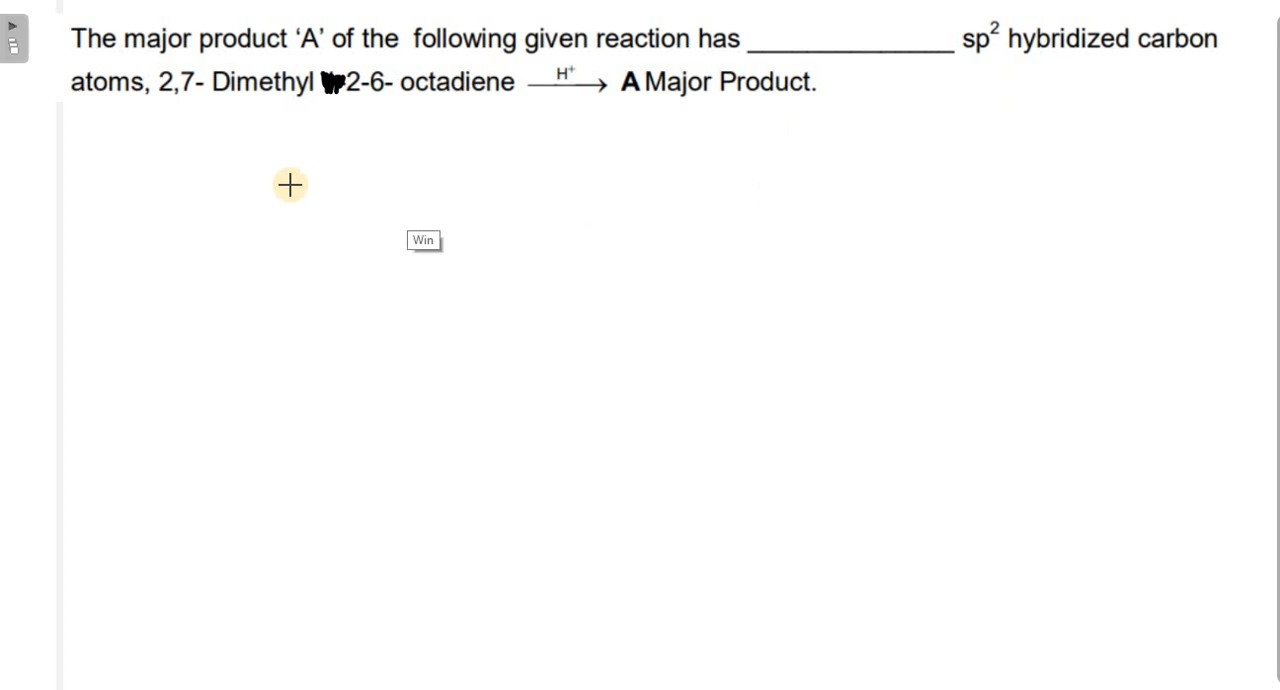 The major product ‘A’ of the following given reaction has ______________ sp² hybridized carbon
atoms, 2,7- Dimethyl 2-6- octadiene —H⁺→ A Major Product.
Win